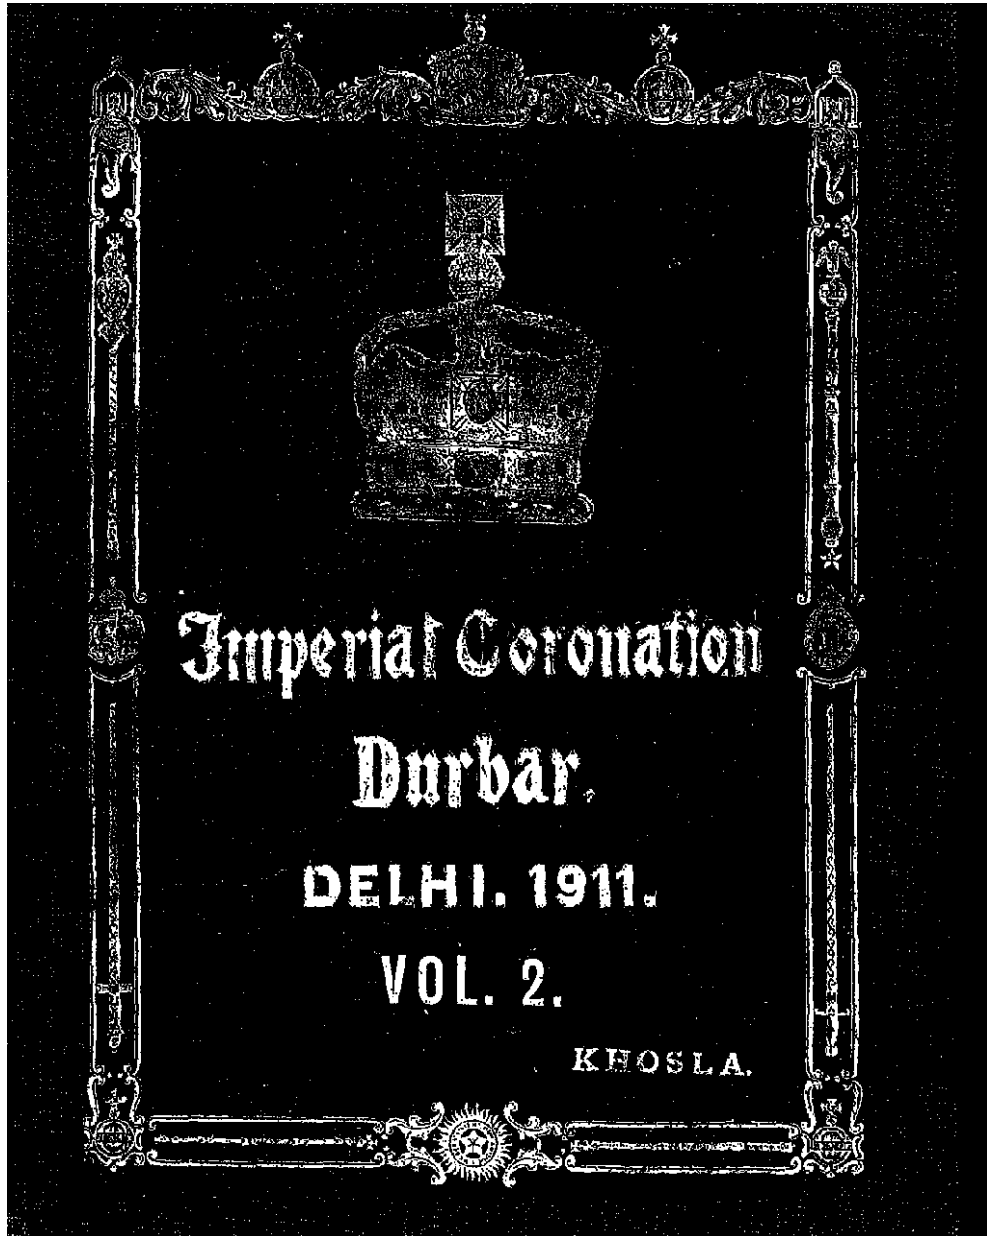 Imperial Coronation
Durbar.
DELHI. 1911.
VOL. 2.
KHOSLA.